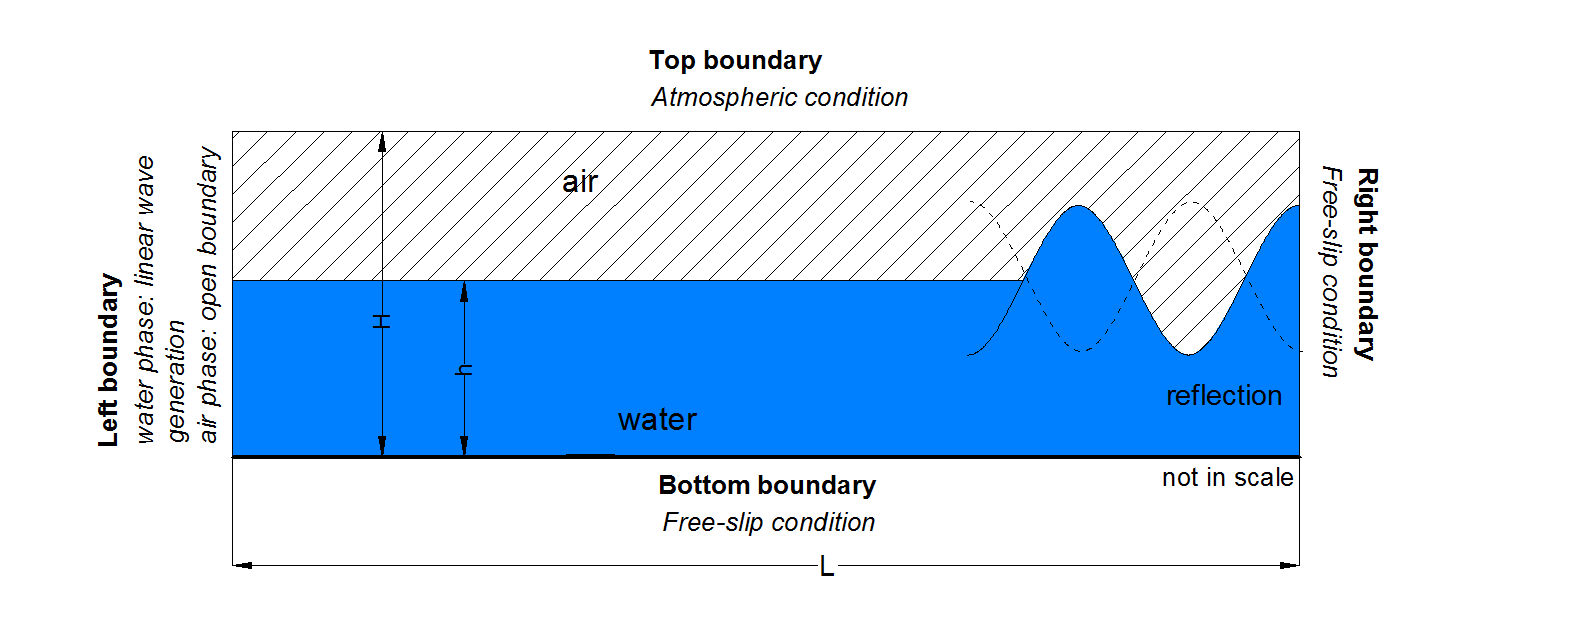 Top boundary
Atmospheric condition
air
H
h
water
reflection
Left boundary
water phase: linear wave
generation
air phase: open boundary
Right boundary
Free-slip condition
not in scale
Bottom boundary
Free-slip condition
L